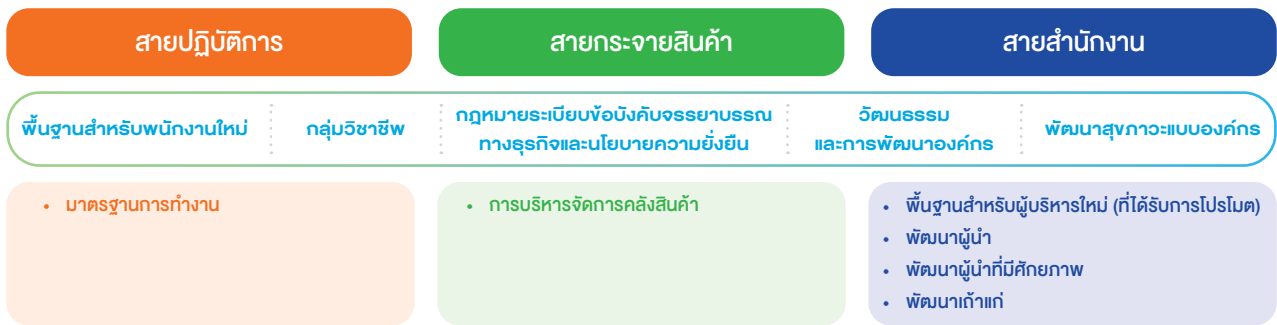 สายปฏิบัติการ
สายกระจายสินค้า
สายสำนักงาน
พื้นฐานสำหรับพนักงานใหม่
กลุ่มวิชาชีพ
กฎหมายระเบียบข้อบังคับจรรยาบรรณ
ทางธุรกิจและนโยบายความยั่งยืน
วัฒนธรรม
และการพัฒนาองค์กร
พัฒนาสุขภาวะแบบองค์กร
• มาตรฐานการทำงาน
• การบริหารจัดการคลังสินค้า
• พื้นฐานสำหรับผู้บริหารใหม่ (ที่ได้รับการโปรโมต)
• พัฒนาผู้นำ
• พัฒนาผู้นำที่มีศักยภาพ
• พัฒนาเถ้าแก่